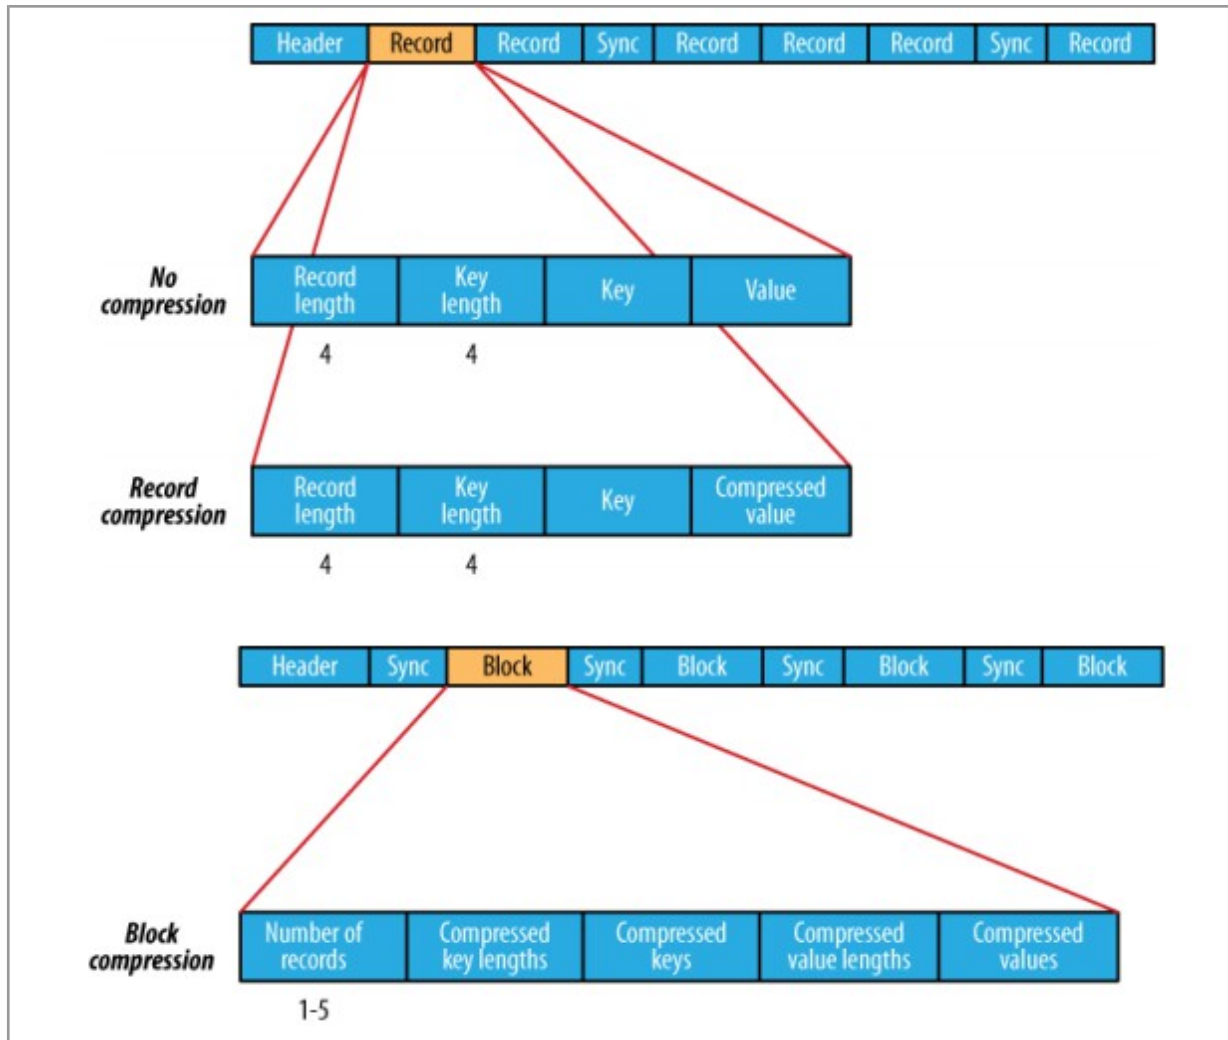 Header Record Record Sync Record Record Record Sync Record
No
compression
Record
length
Key
length
Key
Value
4 4
Record
compression
Record
length
Key
length
Key
Compressed
value
4 4
Header Sync Block Sync Block Sync Block Sync Block
Block
compression
Number of
records
Compressed
key lengths
Compressed
keys
Compressed
value lengths
Compressed
values
1-5